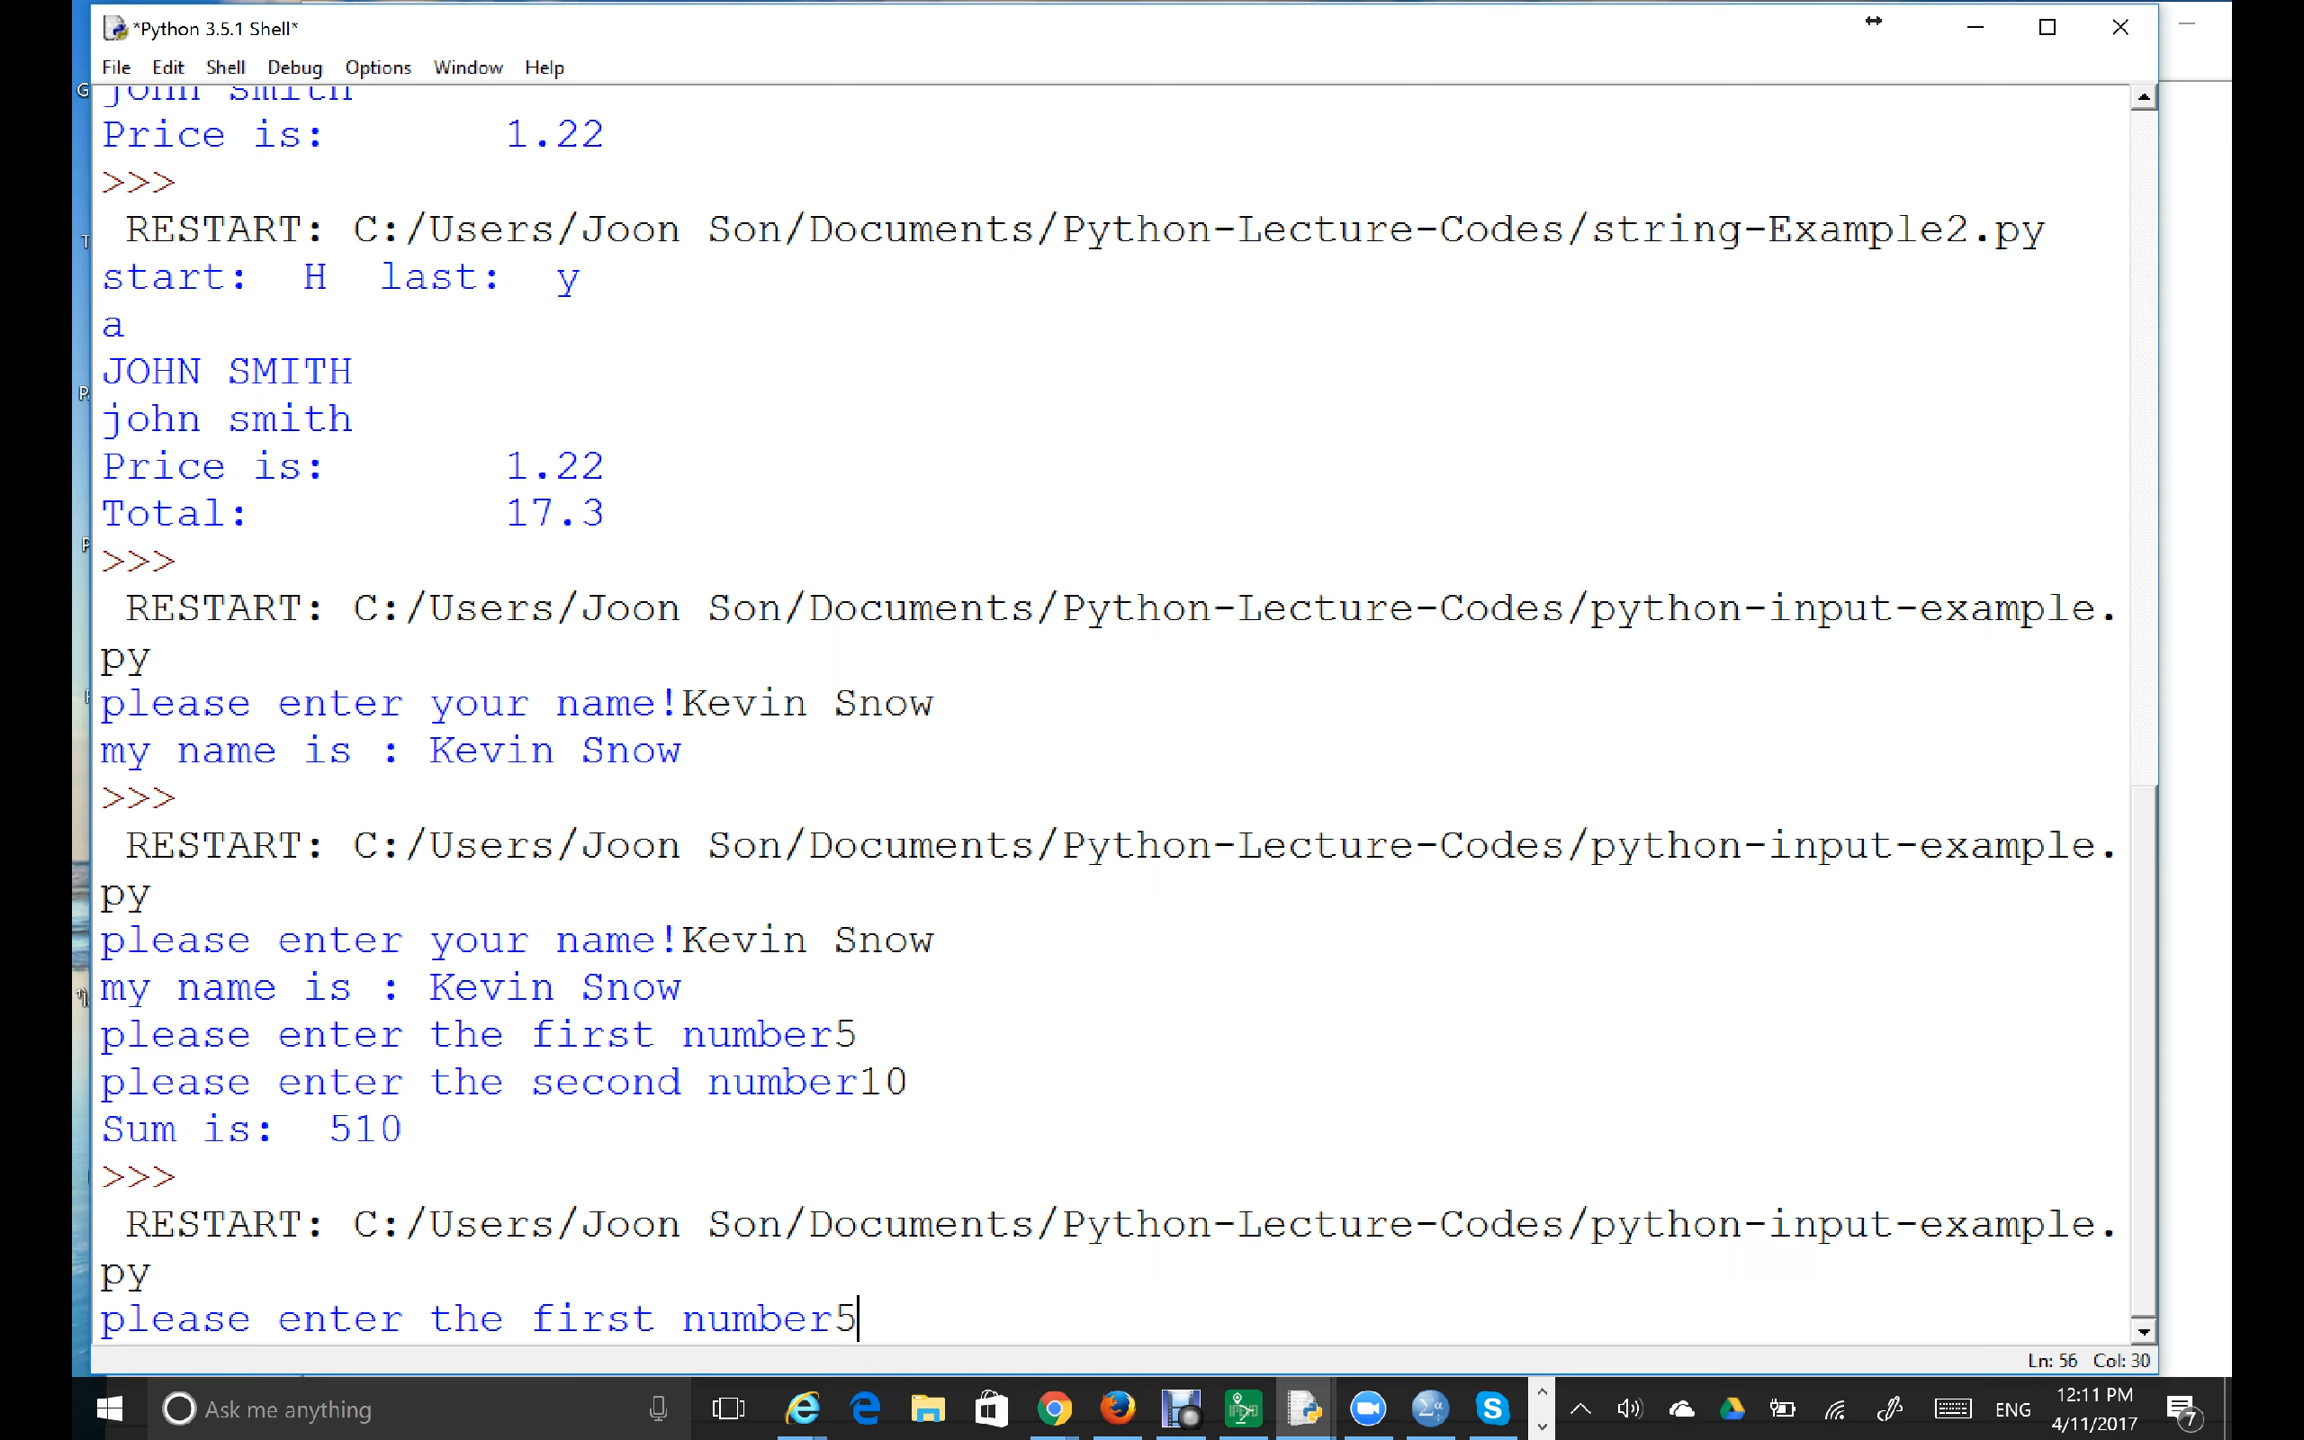 *Python 3.5.1 Shell*
File Edit Shell Debug Options Window Help
john smith
Price is: 1.22
>>>
RESTART: C:/Users/Joon Son/Documents/Python-Lecture-Codes/string-Example2.py
start: H last: y
a
JOHN SMITH
john smith
Price is: 1.22
Total: 17.3
>>>
RESTART: C:/Users/Joon Son/Documents/Python-Lecture-Codes/python-input-example.
py
please enter your name!Kevin Snow
my name is : Kevin Snow
>>>
RESTART: C:/Users/Joon Son/Documents/Python-Lecture-Codes/python-input-example.
py
please enter your name!Kevin Snow
my name is : Kevin Snow
please enter the first number5
please enter the second number10
Sum is: 510
>>>
RESTART: C:/Users/Joon Son/Documents/Python-Lecture-Codes/python-input-example.
py
please enter the first number5
Ln: 56 Col: 30
Ask me anything
ENG
12:11 PM
4/11/2017
7